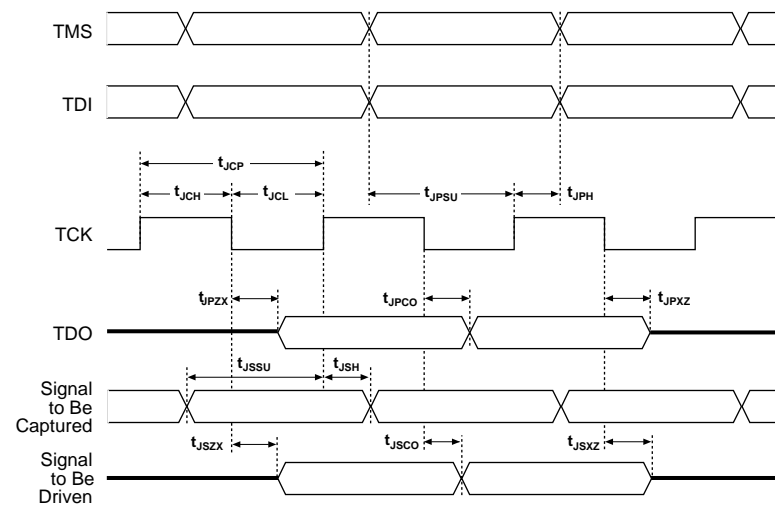 TMS
TDI
tJCP
tJCH
tJCL
tJPSU
tJPH
TCK
tJPZX
tJPCO
tJPXZ
TDO
tJSSU
tJSH
Signal
to Be
Captured
tJSZX
tJSCO
tJSXZ
Signal
to Be
Driven